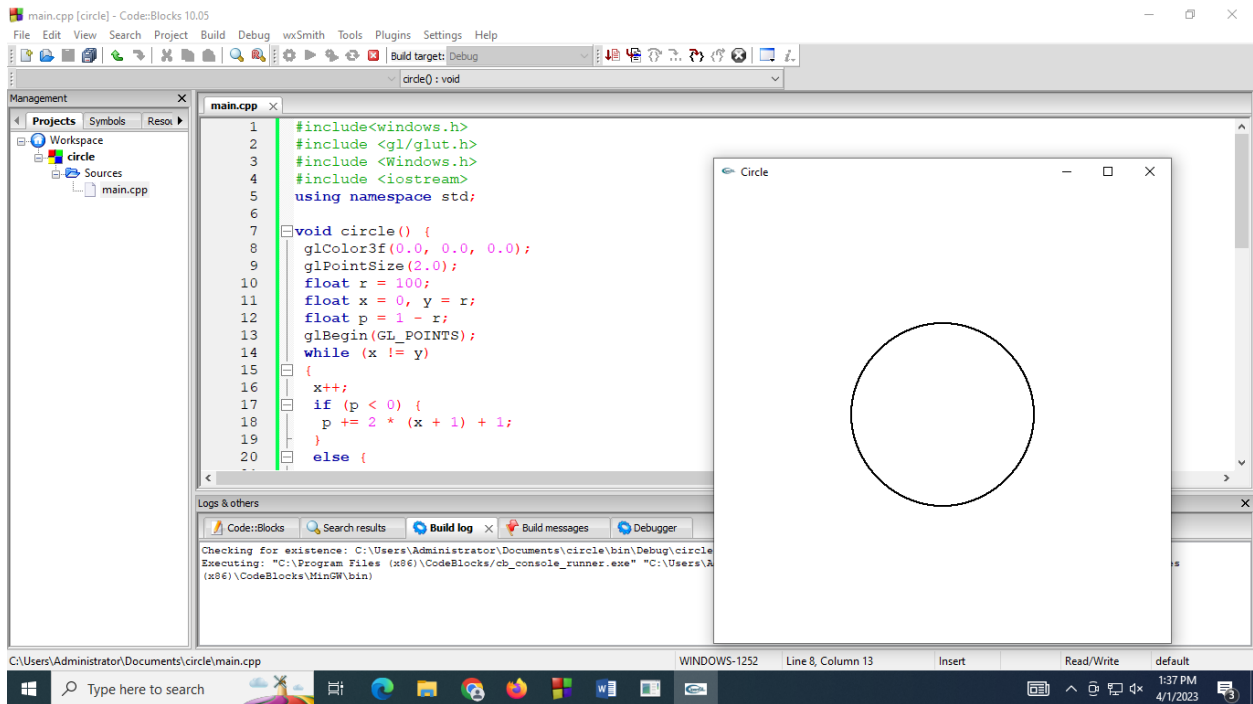 main.cpp [circle] - Code::Blocks 10.05
File Edit View Search Project Build Debug wxSmith Tools Plugins Settings Help
Build target: Debug
circle() : void
Management
Projects Symbols Resou
Workspace
circle
Sources
main.cpp
main.cpp
1 #include<windows.h>
2 #include <gl/glut.h>
3 #include <Windows.h>
4 #include <iostream>
5 using namespace std;
6
7 void circle() {
8 glColor3f(0.0, 0.0, 0.0);
9 glPointSize(2.0);
10 float r = 100;
11 float x = 0, y = r;
12 float p = 1 - r;
13 glBegin(GL_POINTS);
14 while (x != y)
15 {
16 x++;
17 if (p < 0) {
18 p += 2 * (x + 1) + 1;
19 }
20 else {
Circle
Logs & others
Code::Blocks Search results Build log Build messages Debugger
Checking for existence: C:\Users\Administrator\Documents\circle\bin\Debug\circle
Executing: "C:\Program Files (x86)\CodeBlocks/cb_console_runner.exe" "C:\Users\A es
(x86)\CodeBlocks\MinGW\bin)
C:\Users\Administrator\Documents\circle\main.cpp WINDOWS-1252 Line 8, Column 13 Insert Read/Write default
Type here to search
1:37 PM
4/1/2023
3